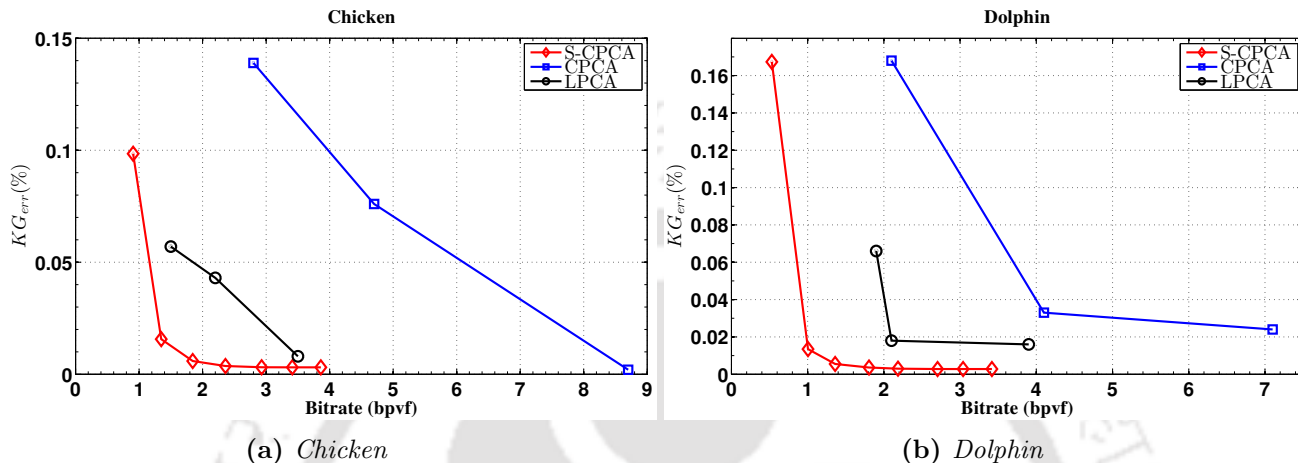 Chicken
0.15
0.1
0.05
0
KG_err(%)
0 1 2 3 4 5 6 7 8 9
Bitrate (bpvf)
S-CPCA
CPCA
LPCA
(a) Chicken
Dolphin
0.16
0.14
0.12
0.1
0.08
0.06
0.04
0.02
0
KG_err(%)
0 1 2 3 4 5 6 7
Bitrate (bpvf)
S-CPCA
CPCA
LPCA
(b) Dolphin